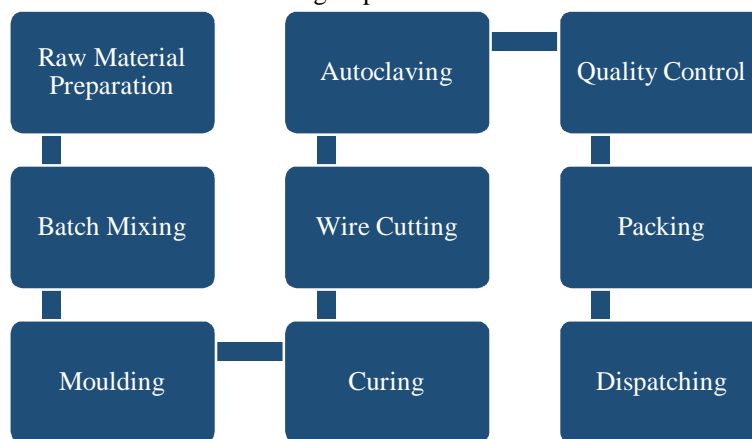 Raw Material
Preparation
Batch Mixing
Moulding
Curing
Wire Cutting
Autoclaving
Quality Control
Packing
Dispatching